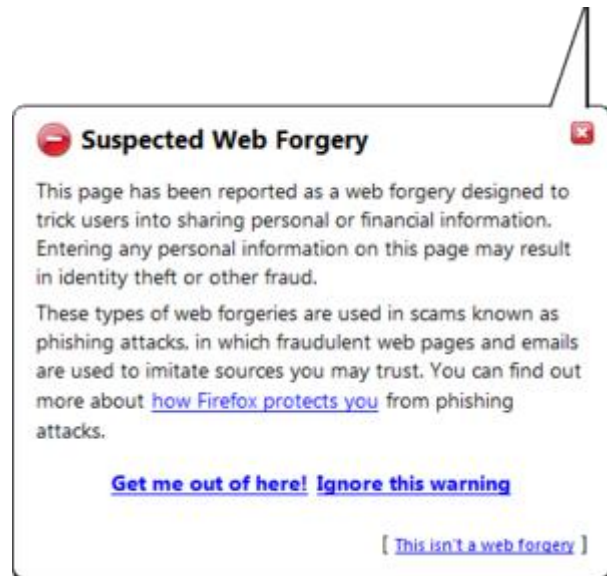 Suspected Web Forgery
This page has been reported as a web forgery designed to
trick users into sharing personal or financial information.
Entering any personal information on this page may result
in identity theft or other fraud.
These types of web forgeries are used in scams known as
phishing attacks, in which fraudulent web pages and emails
are used to imitate sources you may trust. You can find out
more about how Firefox protects you from phishing
attacks.
Get me out of here! Ignore this warning
[ This isn't a web forgery ]